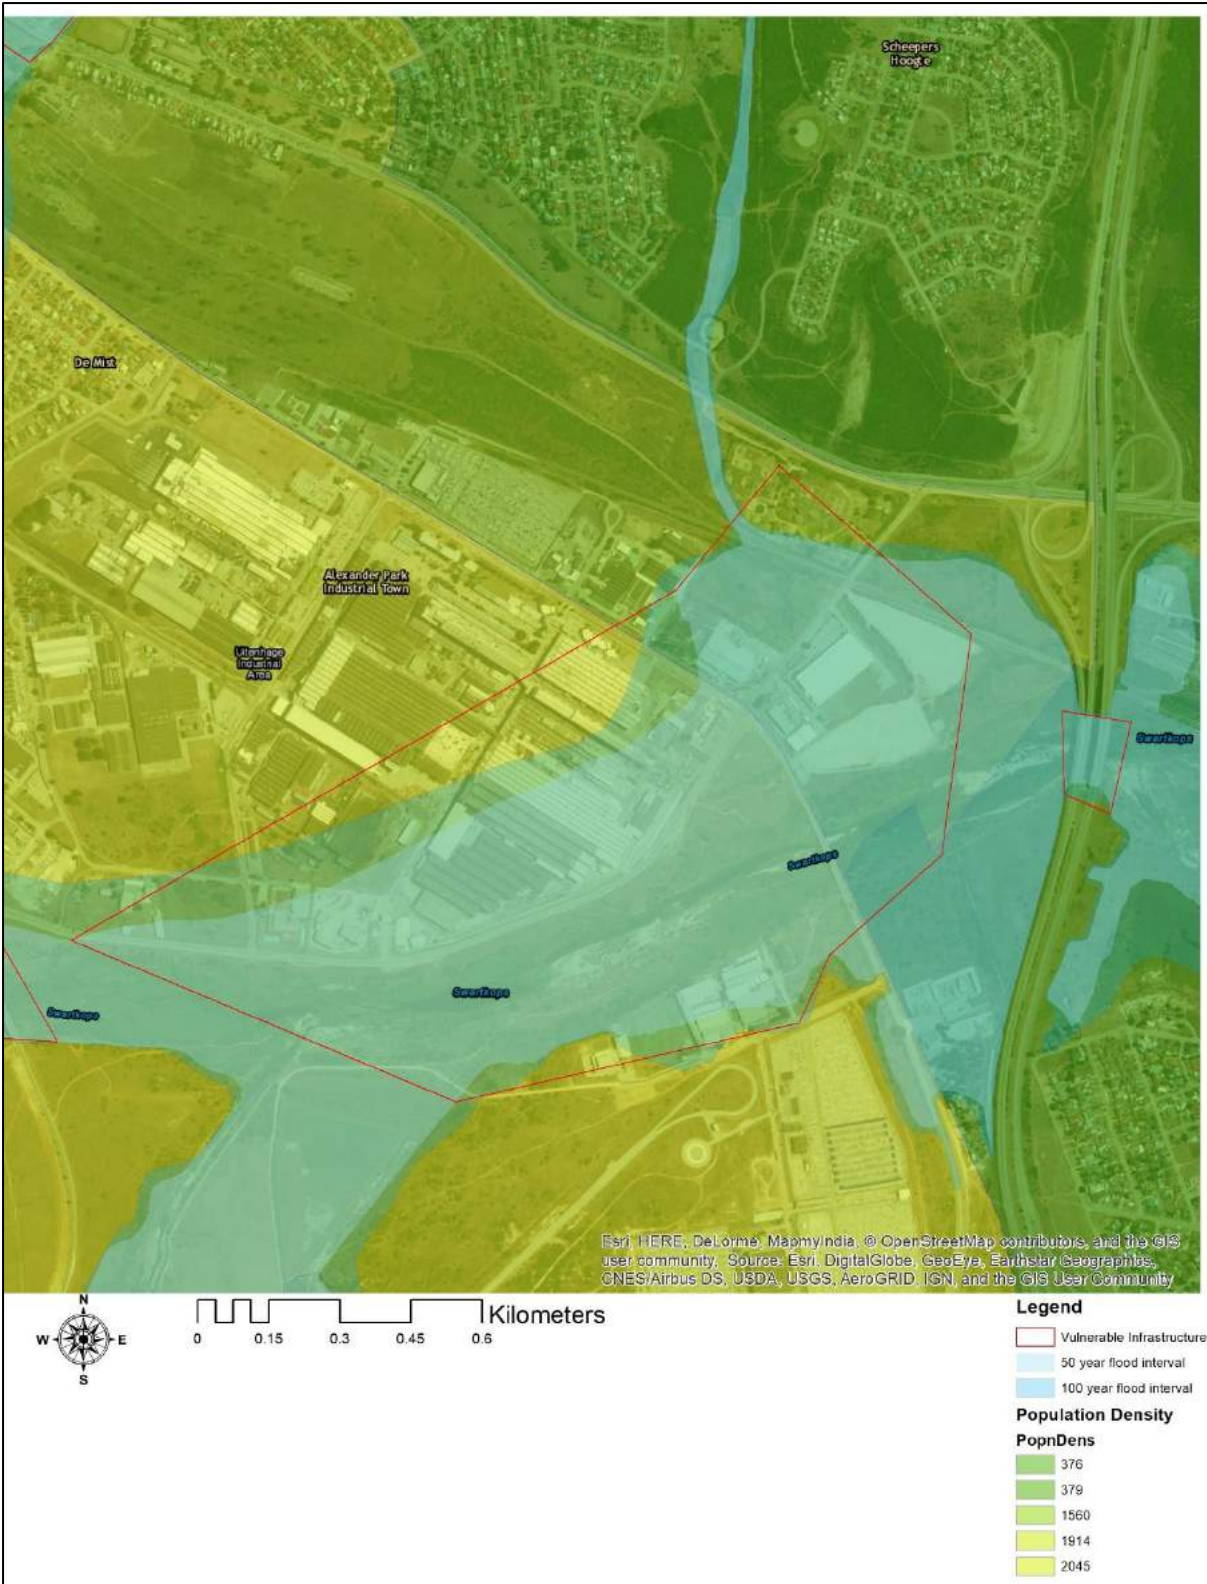 Scheepers
Hoogte
De Mist
Alexander Park
Industrial Town
Uitenhage
Industrial
Area
Swartkops
Swartkops
Swartkops
Swartkops
Esri, HERE, DeLorme, MapmyIndia, © OpenStreetMap contributors, and the GIS
user community, Source: Esri, DigitalGlobe, GeoEye, Earthstar Geographics,
CNES/Airbus DS, USDA, USGS, AeroGRID, IGN, and the GIS User Community
N
W E
S
Kilometers
0 0.15 0.3 0.45 0.6
Legend
Vulnerable Infrastructure
50 year flood interval
100 year flood interval
Population Density
PopnDens
376
379
1560
1914
2045